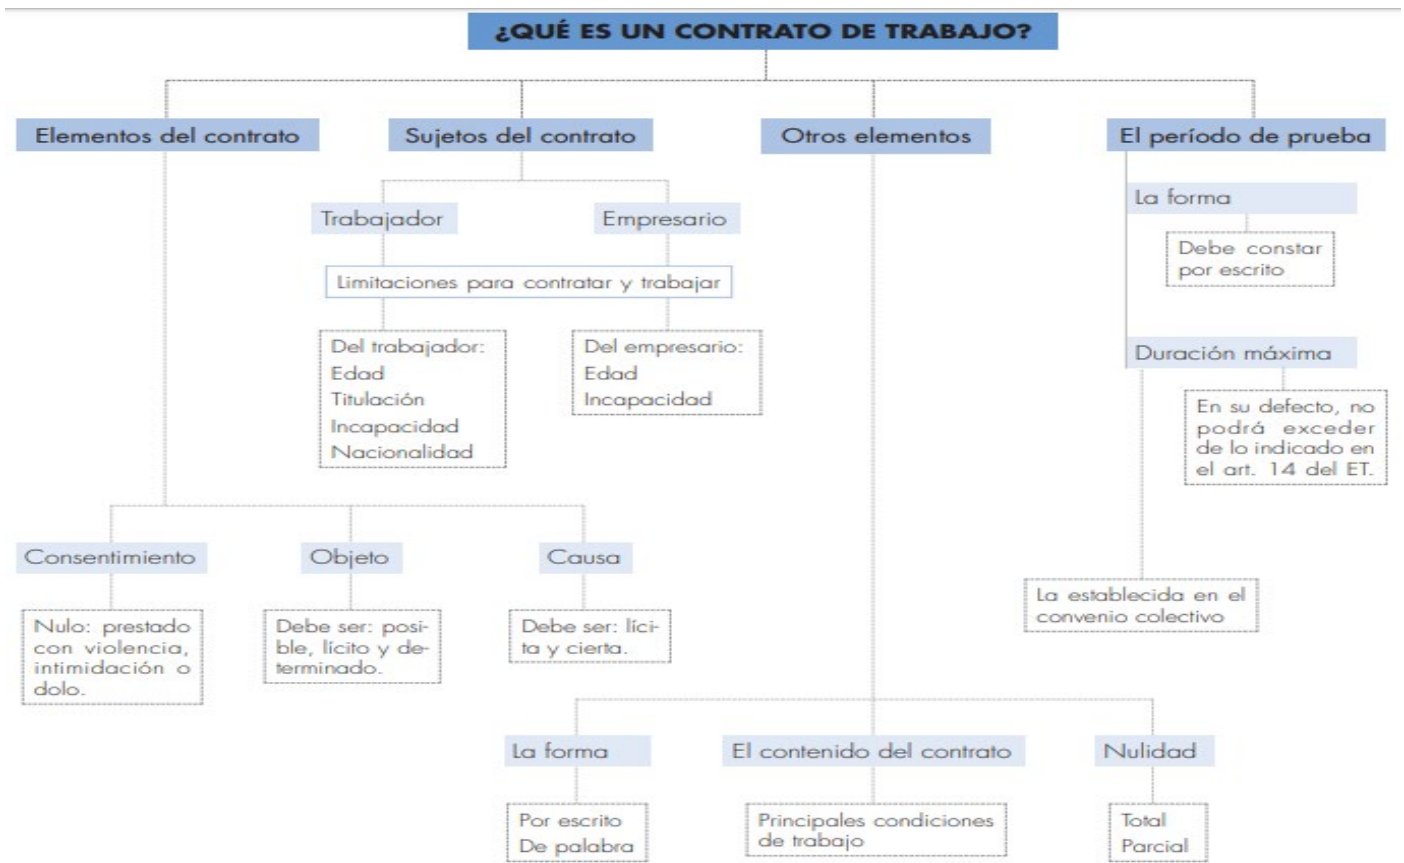 ¿QUÉ ES UN CONTRATO DE TRABAJO?
Elementos del contrato
Sujetos del contrato
Otros elementos
El período de prueba
Trabajador
Empresario
Limitaciones para contratar y trabajar
Del trabajador:
Edad
Titulación
Incapacidad
Nacionalidad
Del empresario:
Edad
Incapacidad
La forma
Debe constar
por escrito
Duración máxima
En su defecto, no
podrá exceder
de lo indicado en
el art. 14 del ET.
La establecida en el
convenio colectivo
Consentimiento
Nulo: prestado
con violencia,
intimidación o
dolo.
Objeto
Debe ser: posi-
ble, lícito y de-
terminado.
Causa
Debe ser: líci-
ta y cierta.
La forma
Por escrito
De palabra
El contenido del contrato
Principales condiciones
de trabajo
Nulidad
Total
Parcial